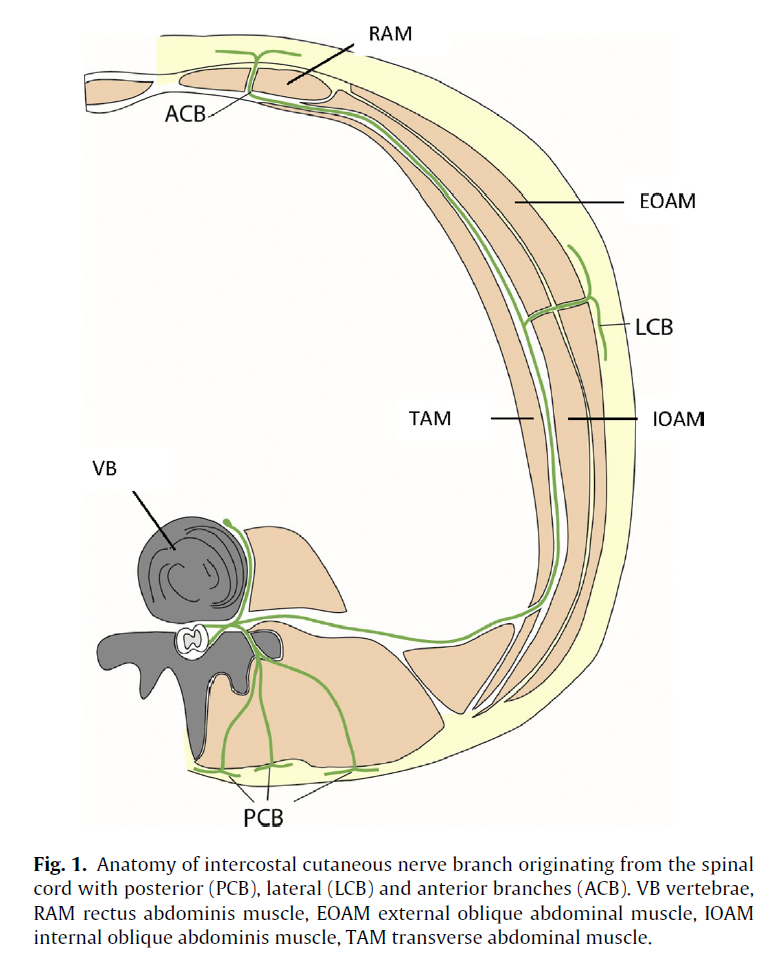 RAM
ACB
EOAM
LCB
TAM
IOAM
VB
PCB
Fig. 1. Anatomy of intercostal cutaneous nerve branch originating from the spinal
cord with posterior (PCB), lateral (LCB) and anterior branches (ACB). VB vertebrae,
RAM rectus abdominis muscle, EOAM external oblique abdominal muscle, IOAM
internal oblique abdominis muscle, TAM transverse abdominal muscle.